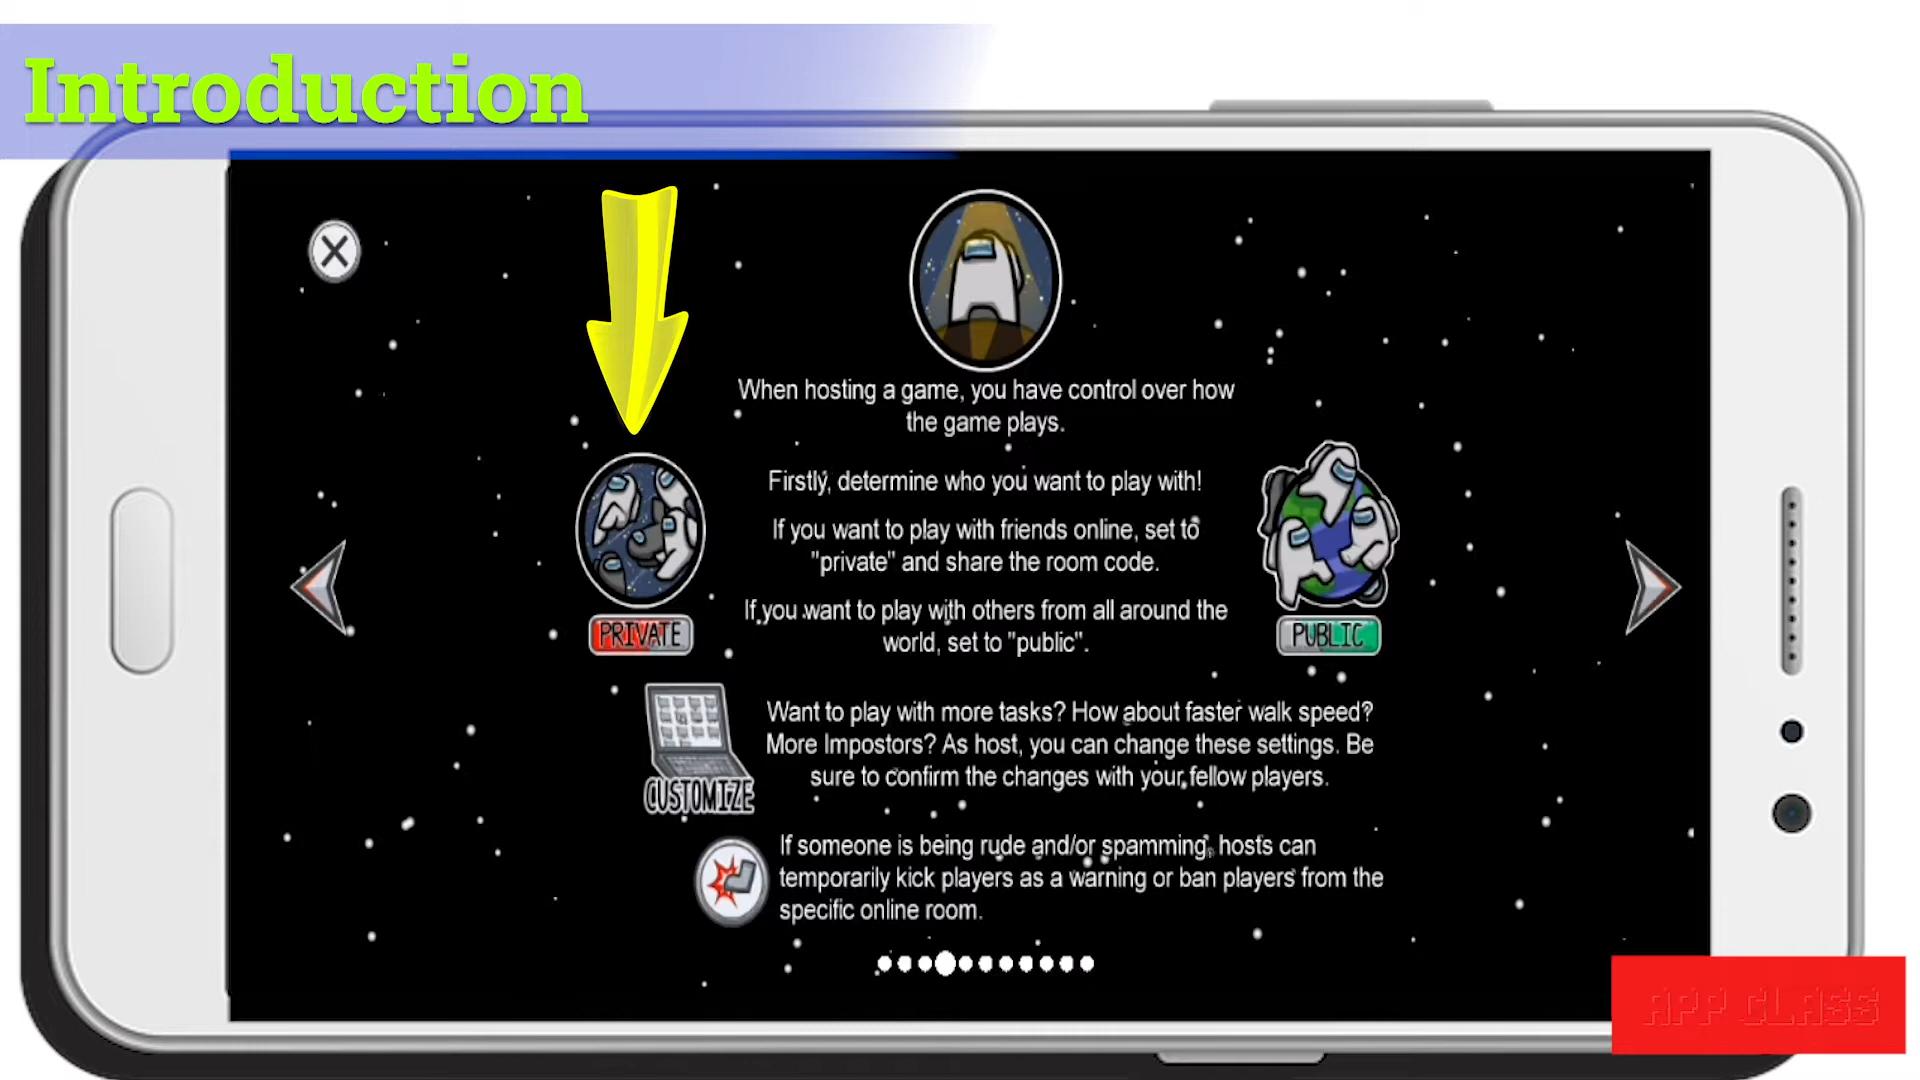 Introduction
When hosting a game, you have control over how
the game plays.
Firstly, determine who you want to play with!
If you want to play with friends online, set to
"private" and share the room code.
If you want to play with others from all around the
world, set to "public".
PRIVATE
PUBLIC
CUSTOMIZE
Want to play with more tasks? How about faster walk speed?
More Impostors? As host, you can change these settings. Be
sure to confirm the changes with your fellow players.
If someone is being rude and/or spamming, hosts can
temporarily kick players as a warning or ban players from the
specific online room.
APP CLASS